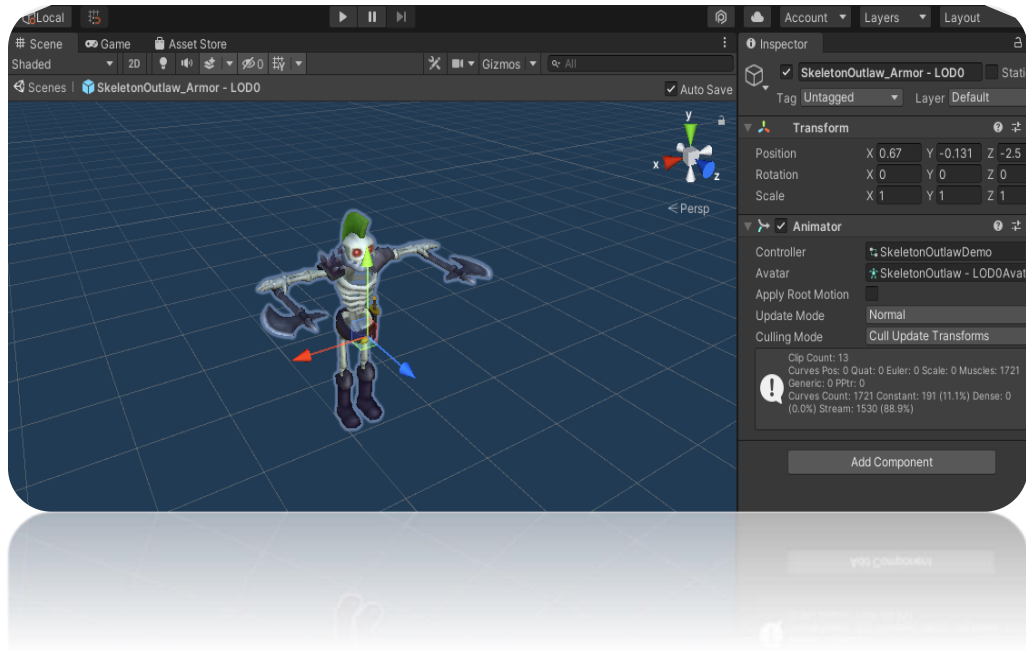 Local
Account
Layers
Layout
Scene
Game
Asset Store
Inspector
Shaded
2D
0
Gizmos
All
SkeletonOutlaw_Armor - LOD0
Stati
Tag Untagged Layer Default
Scenes
SkeletonOutlaw_Armor - LOD0
Auto Save
y
x
z
Persp
Transform
Position X 0.67 Y -0.131 Z -2.5
Rotation X 0 Y 0 Z 0
Scale X 1 Y 1 Z 1
Animator
Controller SkeletonOutlawDemo
Avatar SkeletonOutlaw - LOD0Avat
Apply Root Motion
Update Mode Normal
Culling Mode Cull Update Transforms
Clip Count: 13
Curves Pos: 0 Quat: 0 Euler: 0 Scale: 0 Muscles: 1721
Generic: 0 PPtr: 0
Curves Count: 1721 Constant: 191 (11.1%) Dense: 0
(0.0%) Stream: 1530 (88.9%)
Add Component